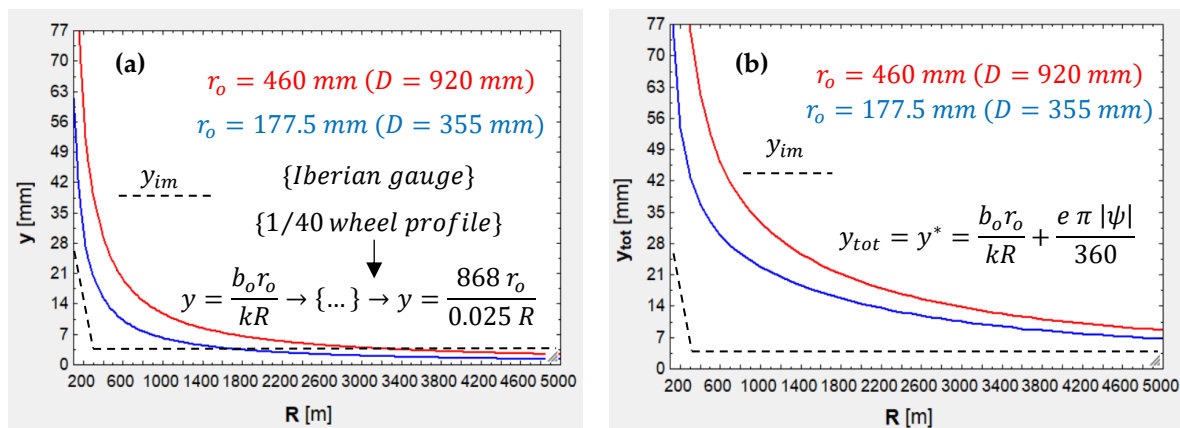 (a)
r_o = 460 mm (D = 920 mm)
r_o = 177.5 mm (D = 355 mm)
y_im
{Iberian gauge}
{1/40 wheel profile}
y = b_o r_o / kR → {…} → y = 868 r_o / 0.025 R
y [mm]
77
70
63
56
49
42
35
28
21
14
7
0
200 600 1000 1400 1800 2200 2600 3000 3400 3800 4200 5000
R [m]
(b)
r_o = 460 mm (D = 920 mm)
r_o = 177.5 mm (D = 355 mm)
y_im
y_tot = y* = b_o r_o / kR + e π |ψ| / 360
y_tot [mm]
77
70
63
56
49
42
35
28
21
14
7
0
200 600 1000 1400 1800 2200 2600 3000 3400 3800 4200 5000
R [m]